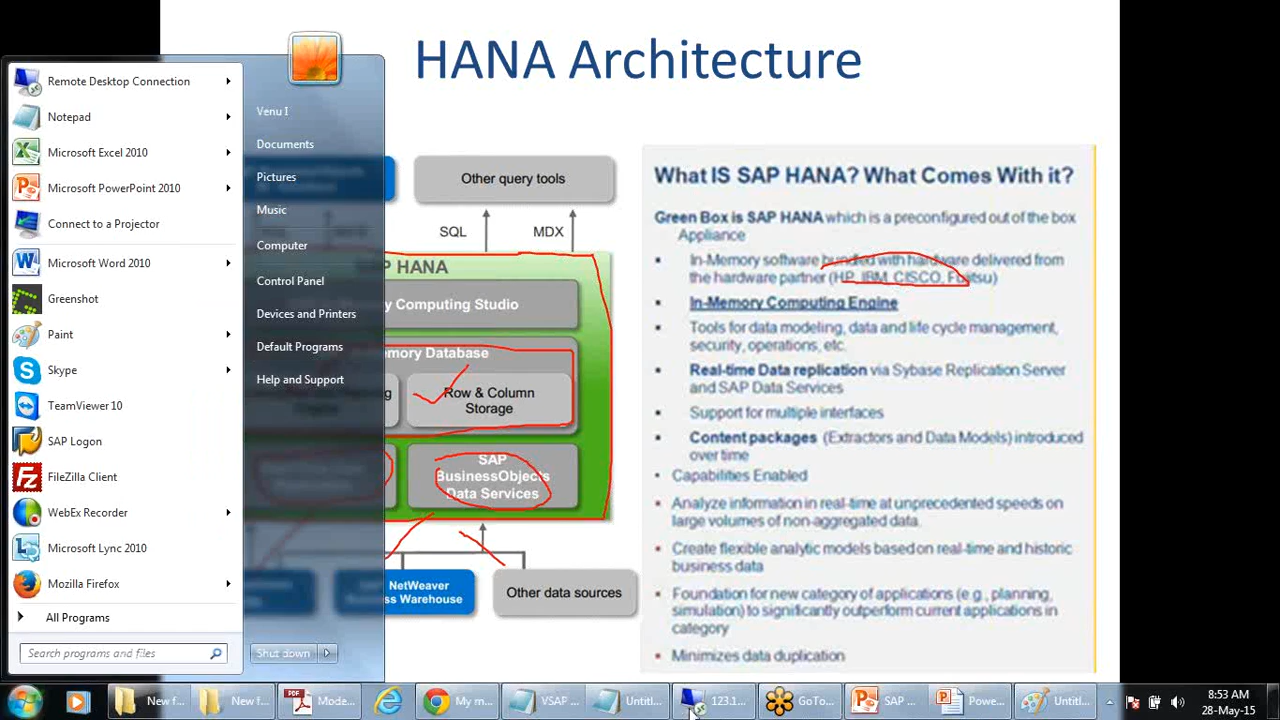 HANA Architecture
Remote Desktop Connection
Notepad
Microsoft Excel 2010
Microsoft PowerPoint 2010
Connect to a Projector
Microsoft Word 2010
Greenshot
Paint
Skype
TeamViewer 10
SAP Logon
FileZilla Client
WebEx Recorder
Microsoft Lync 2010
Mozilla Firefox
All Programs
Search programs and files
Venu I
Documents
Pictures
Music
Computer
Control Panel
Devices and Printers
Default Programs
Help and Support
Shut down
Other query tools
SQL
MDX
P HANA
y Computing Studio
emory Database
g
Row & Column
Storage
SAP
BusinessObjects
Data Services
NetWeaver
s Warehouse
Other data sources
What IS SAP HANA? What Comes With it?
Green Box is SAP HANA which is a preconfigured out of the box
Appliance
In-Memory software bundled with hardware delivered from
the hardware partner (HP, IBM, CISCO, Fujitsu)
In-Memory Computing Engine
Tools for data modeling, data and life cycle management,
security, operations, etc.
Real-time Data replication via Sybase Replication Server
and SAP Data Services
Support for multiple interfaces
Content packages (Extractors and Data Models) introduced
over time
Capabilities Enabled
Analyze information in real-time at unprecedented speeds on
large volumes of non-aggregated data.
Create flexible analytic models based on real-time and historic
business data
Foundation for new category of applications (e.g., planning,
simulation) to significantly outperform current applications in
category
Minimizes data duplication
New f...
New f...
PDF
Mode...
My m...
VSAP ...
Untitl...
123.1...
GoTo...
SAP ...
Powe...
Untitl...
8:53 AM
28-May-15